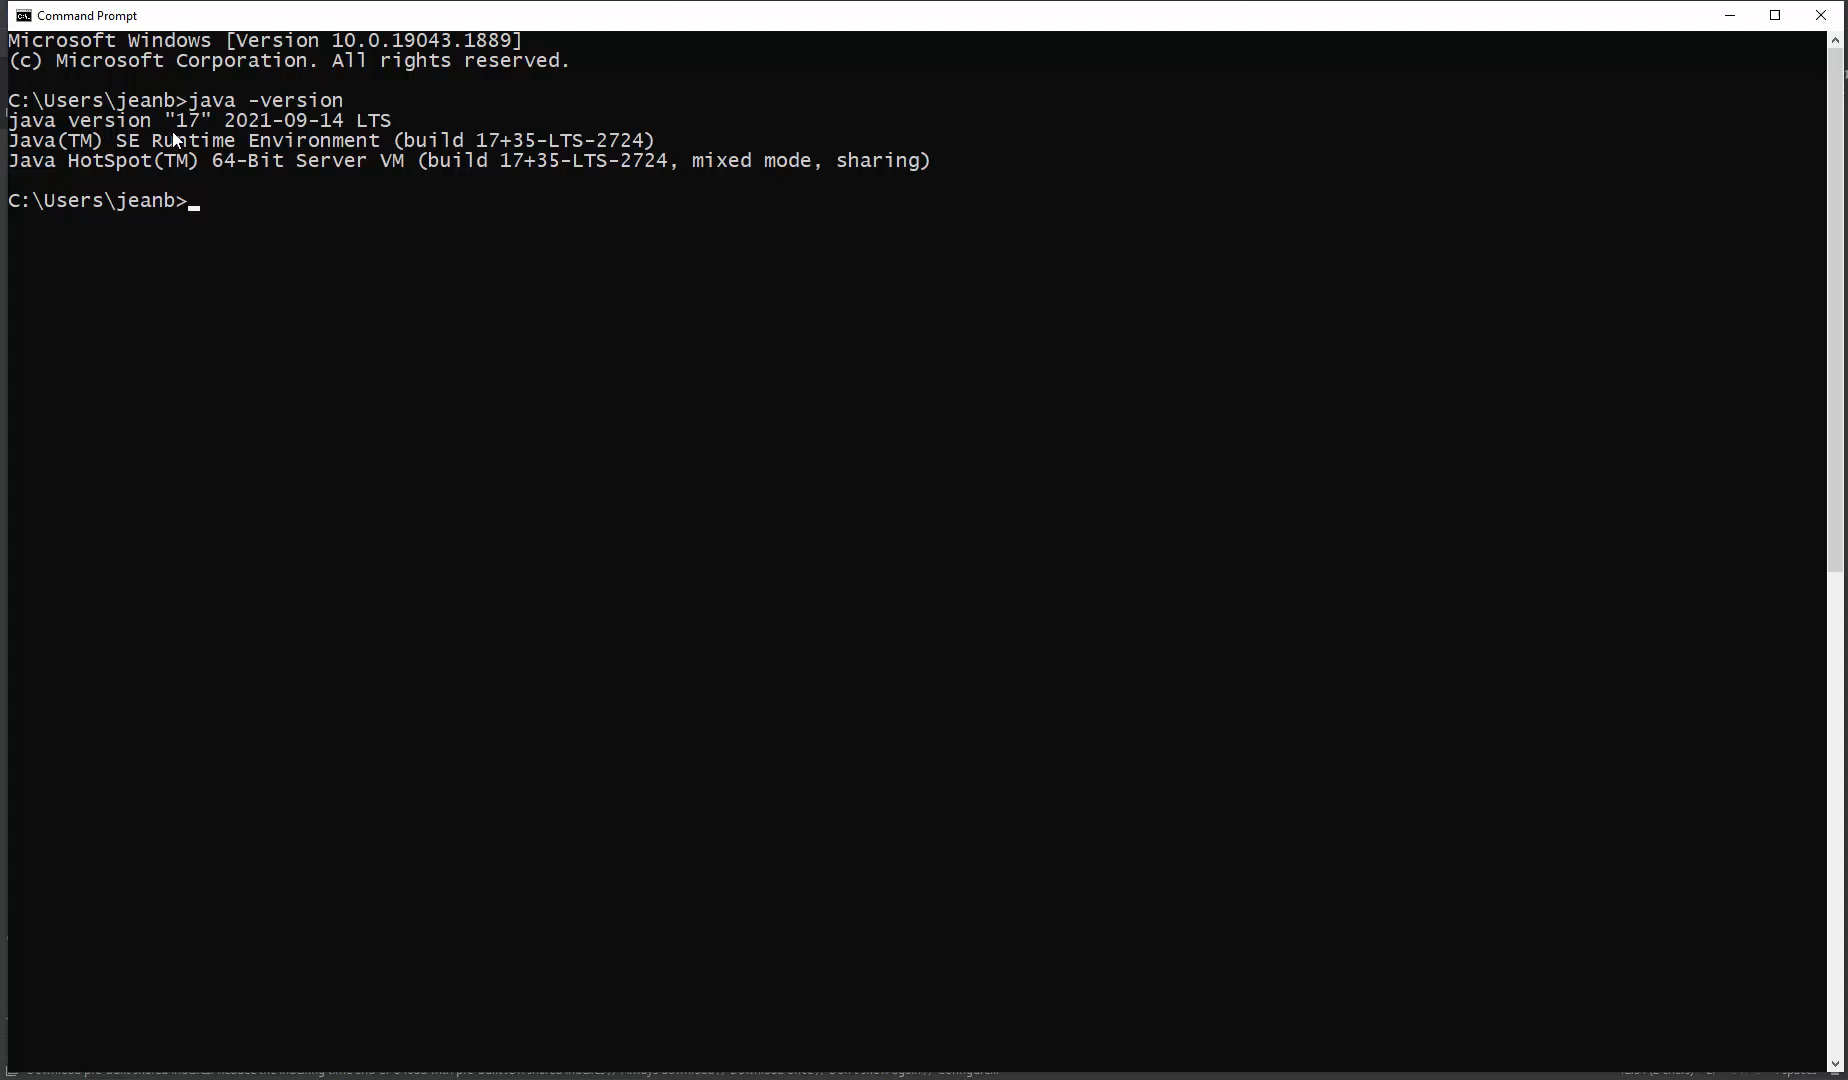 Command Prompt
Microsoft Windows [Version 10.0.19043.1889]
(c) Microsoft Corporation. All rights reserved.
C:\Users\jeanb>java -version
java version "17" 2021-09-14 LTS
Java(TM) SE Runtime Environment (build 17+35-LTS-2724)
Java HotSpot(TM) 64-Bit Server VM (build 17+35-LTS-2724, mixed mode, sharing)
C:\Users\jeanb>